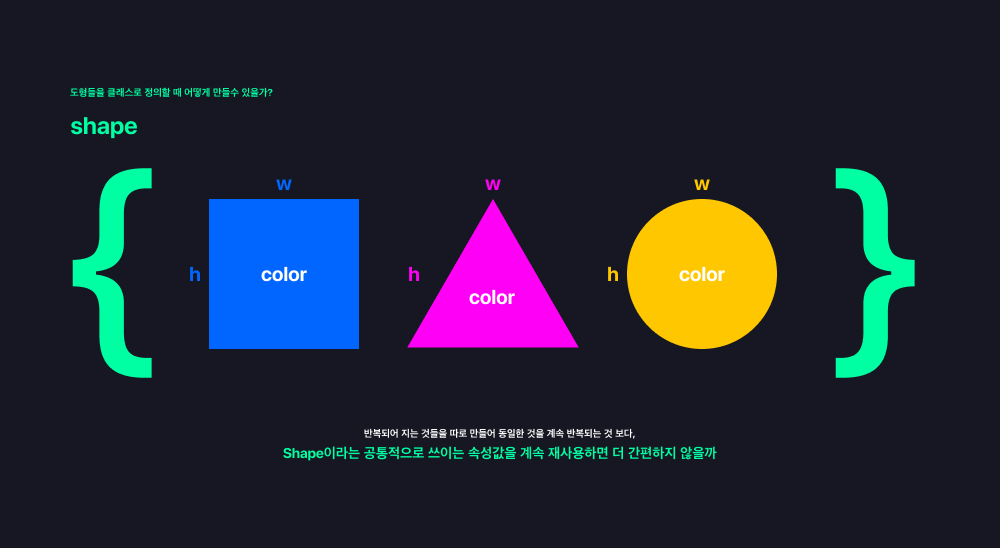 도형들을 클래스로 정의할 때 어떻게 만들수 있을가?
shape
{ }
w w w
h color h color h color
반복되어 지는 것들을 따로 만들어 동일한 것을 계속 반복되는 것 보다,
Shape이라는 공통적으로 쓰이는 속성값을 계속 재사용하면 더 간편하지 않을까